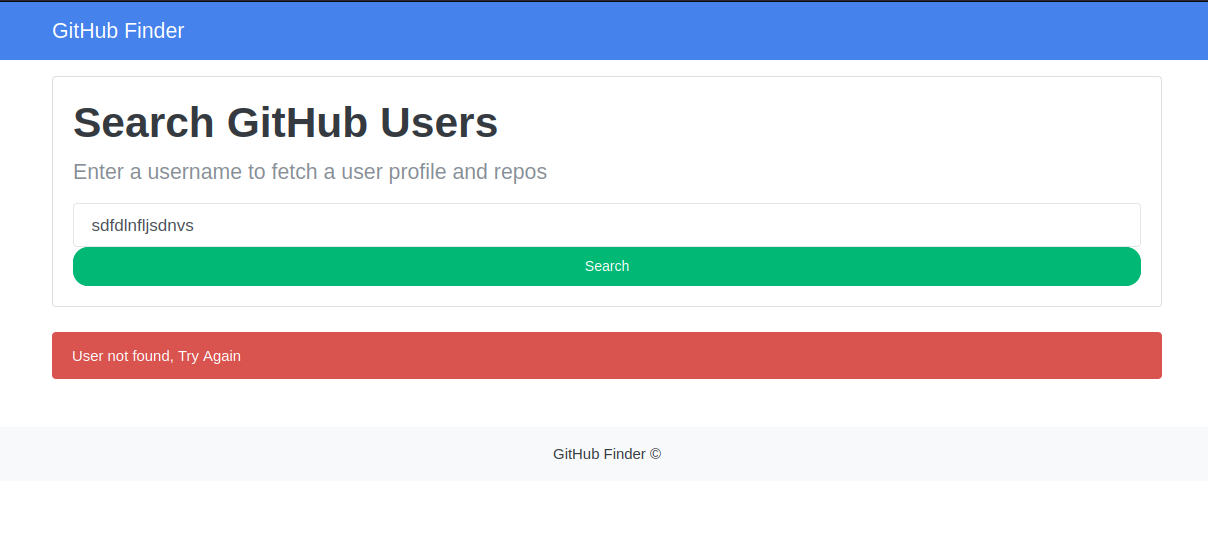 GitHub Finder
Search GitHub Users
Enter a username to fetch a user profile and repos
sdfdlnfljsdnvs
Search
User not found, Try Again
GitHub Finder ©